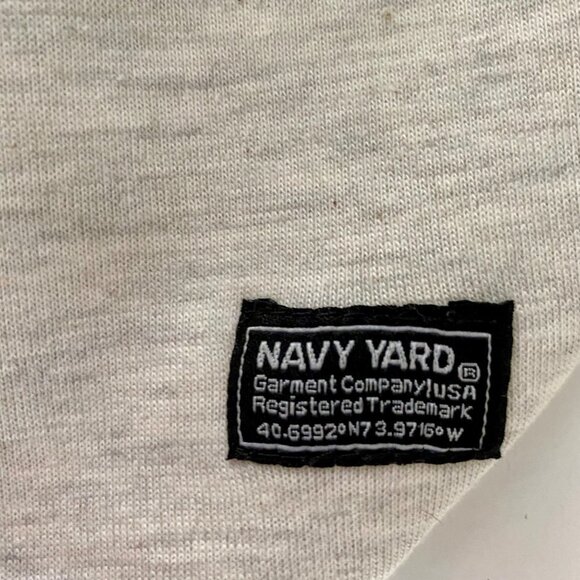 NAVY YARD®
Garment Company!USA
Registered Trademark
40.6992°N73.9716°W